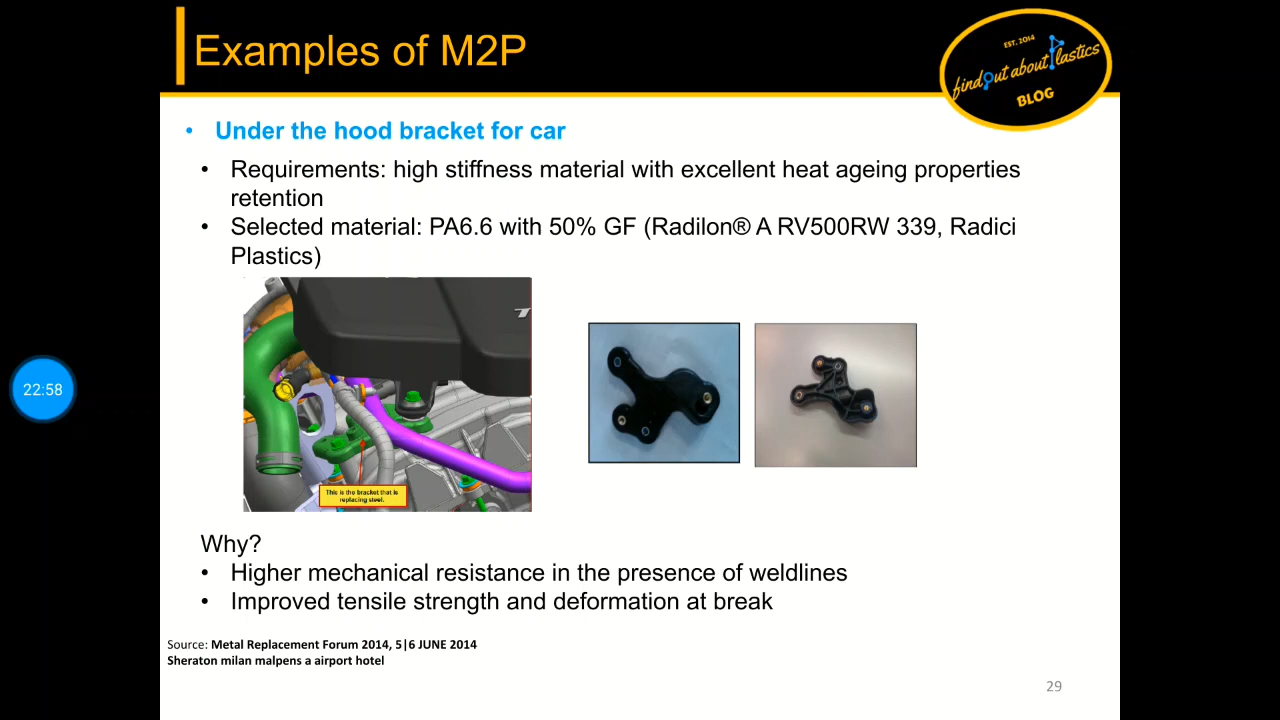 Examples of M2P
EST. 2014
findout about Plastics
BLOG
• Under the hood bracket for car
• Requirements: high stiffness material with excellent heat ageing properties
retention
• Selected material: PA6.6 with 50% GF (Radilon® A RV500RW 339, Radici
Plastics)
22:58
This is the bracket that is
replacing steel.
Why?
• Higher mechanical resistance in the presence of weldlines
• Improved tensile strength and deformation at break
Source: Metal Replacement Forum 2014, 5|6 JUNE 2014
Sheraton milan malpens a airport hotel
29